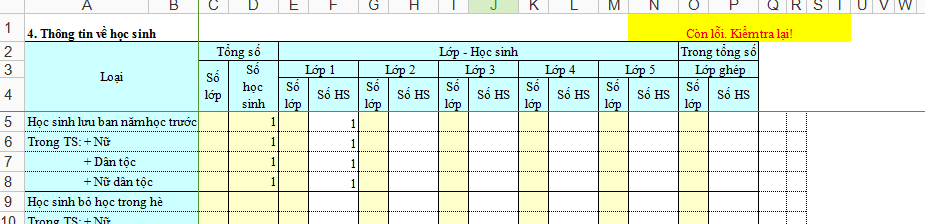 A B C D E F G H I J K L M N O P Q R S T U V W
1 4. Thông tin về học sinh Còn lỗi. Kiểm tra lại!
2 Tổng số Lớp - Học sinh Trong tổng số
3 Loại Số lớp Số học sinh Lớp 1 Lớp 2 Lớp 3 Lớp 4 Lớp 5 Lớp ghép
4 Số lớp Số HS Số lớp Số HS Số lớp Số HS Số lớp Số HS Số lớp Số HS Số lớp Số HS
5 Học sinh lưu ban năm học trước 1 1
6 Trong TS: + Nữ 1 1
7 + Dân tộc 1 1
8 + Nữ dân tộc 1 1
9 Học sinh bỏ học trong hè
10 Trong TS: + Nữ